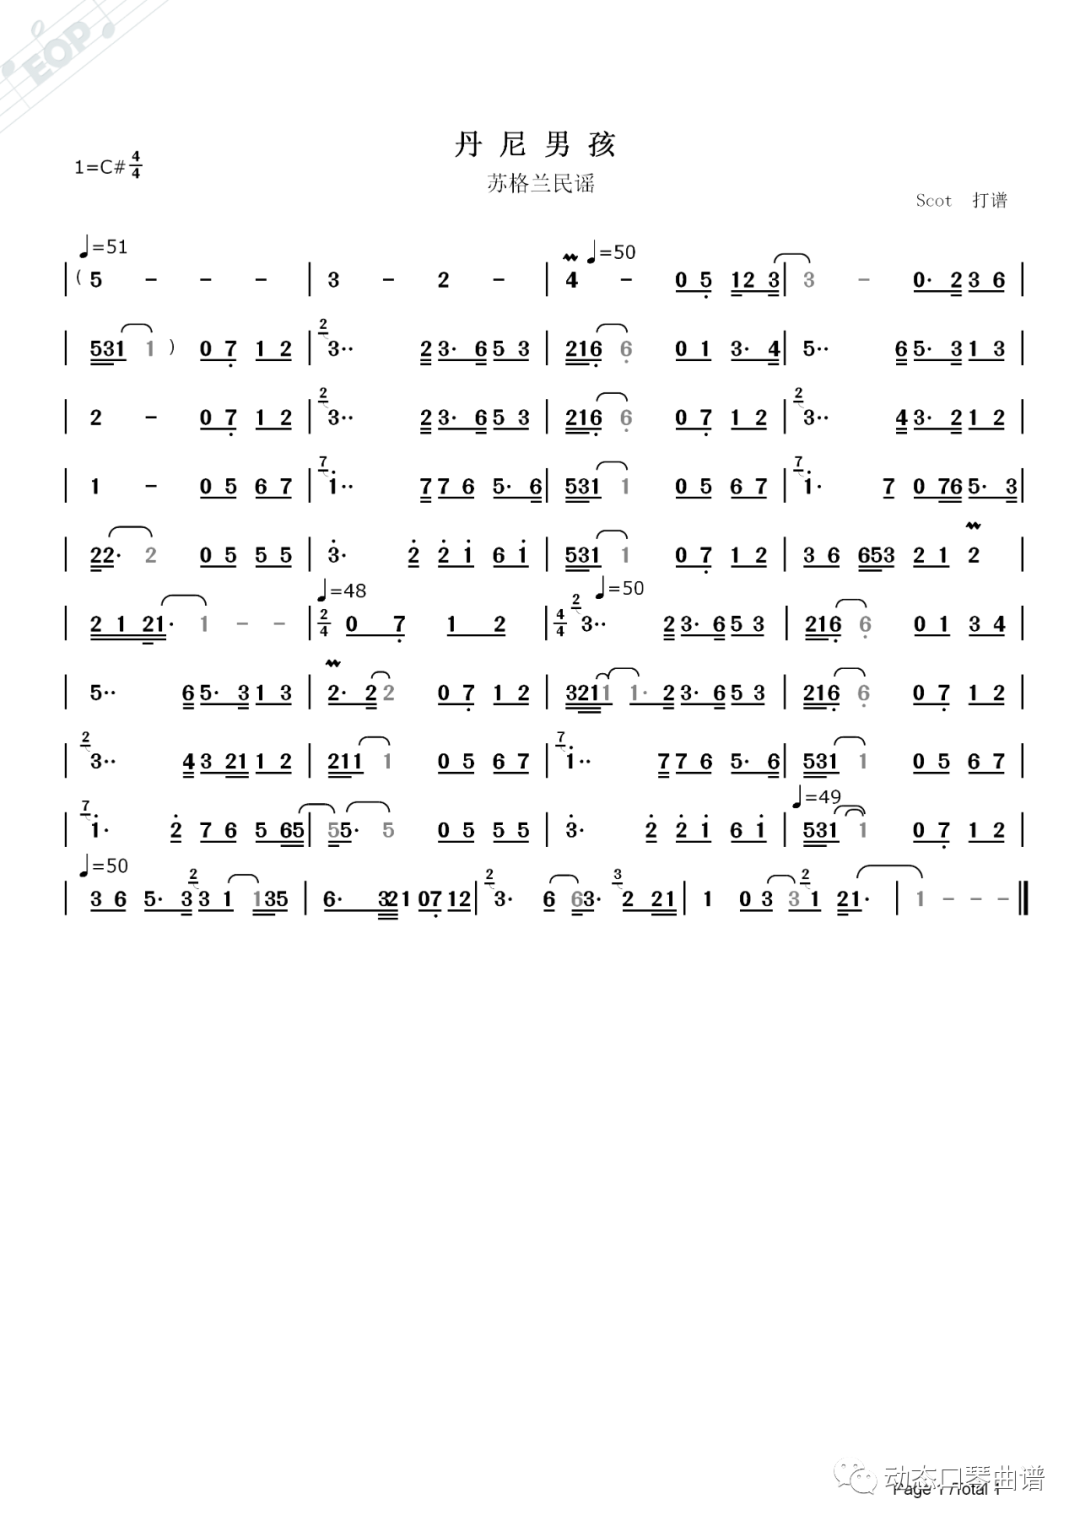 EOP
丹尼男孩
1=C# 4/4
苏格兰民谣
Scot 打谱
♩=51 ♩=50
| ( 5 - - - | 3 - 2 - | 4 - 0 5 12 3 | 3 - 0· 2 3 6 |
| 531 1 ) 0 7 1 2 | 2 3·· 2 3· 6 5 3 | 216 6 0 1 3· 4 | 5·· 6 5· 3 1 3 |
| 2 - 0 7 1 2 | 2 3·· 2 3· 6 5 3 | 216 6 0 7 1 2 | 2 3·· 4 3· 2 1 2 |
| 1 - 0 5 6 7 | 7 1·· 7 7 6 5· 6 | 531 1 0 5 6 7 | 7 1· 7 0 76 5· 3 |
| 22· 2 0 5 5 5 | 3· 2 2 1 6 1 | 531 1 0 7 1 2 | 3 6 653 2 1 2 |
♩=48 ♩=50
| 2 1 21· 1 - - | 2/4 0 7 1 2 | 4/4 2 3·· 2 3· 6 5 3 | 216 6 0 1 3 4 |
| 5·· 6 5· 3 1 3 | 2· 2 2 0 7 1 2 | 3211 1· 2 3· 6 5 3 | 216 6 0 7 1 2 |
| 2 3·· 4 3 21 1 2 | 211 1 0 5 6 7 | 7 1·· 7 7 6 5· 6 | 531 1 0 5 6 7 |
♩=49
| 7 1· 2 7 6 5 65 | 55· 5 0 5 5 5 | 3· 2 2 1 6 1 | 531 1 0 7 1 2 |
♩=50
| 3 6 5· 3 2 3 1 135 | 6· 321 07 12 | 2 3· 6 63· 3 2 21 | 1 0 3 3 2 1 21· | 1 - - - ‖
动态口琴曲谱
Page 1 / Total 1